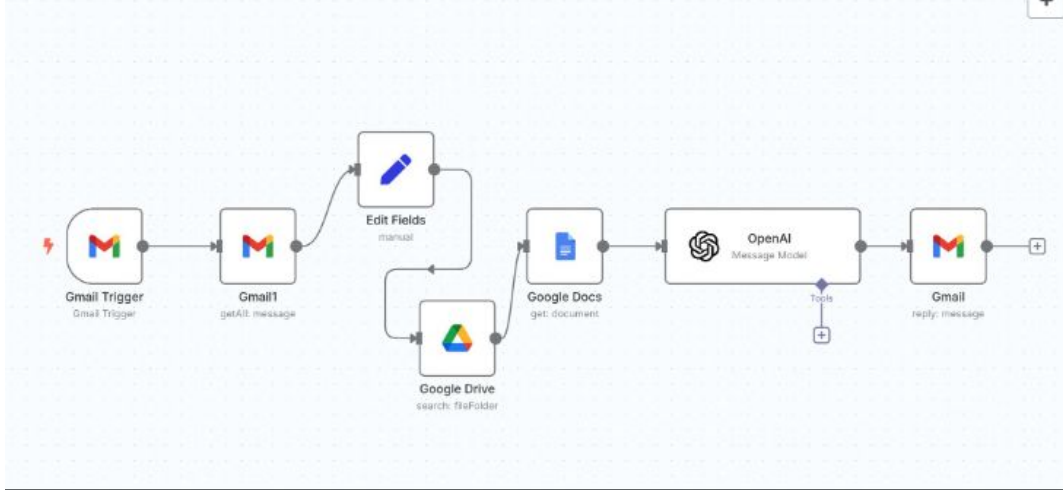 Edit Fields
manual
Gmail Trigger
Gmail Trigger
Gmail1
getAll: message
Google Drive
search: fileFolder
Google Docs
get: document
OpenAI
Message Model
Tools
Gmail
reply: message